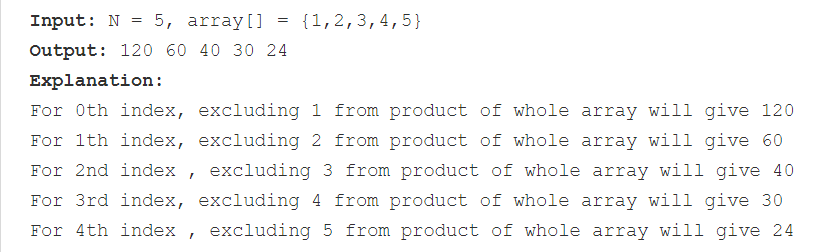 Input: N = 5, array[] = {1,2,3,4,5}
Output: 120 60 40 30 24
Explanation:
For 0th index, excluding 1 from product of whole array will give 120
For 1th index, excluding 2 from product of whole array will give 60
For 2nd index , excluding 3 from product of whole array will give 40
For 3rd index, excluding 4 from product of whole array will give 30
For 4th index , excluding 5 from product of whole array will give 24